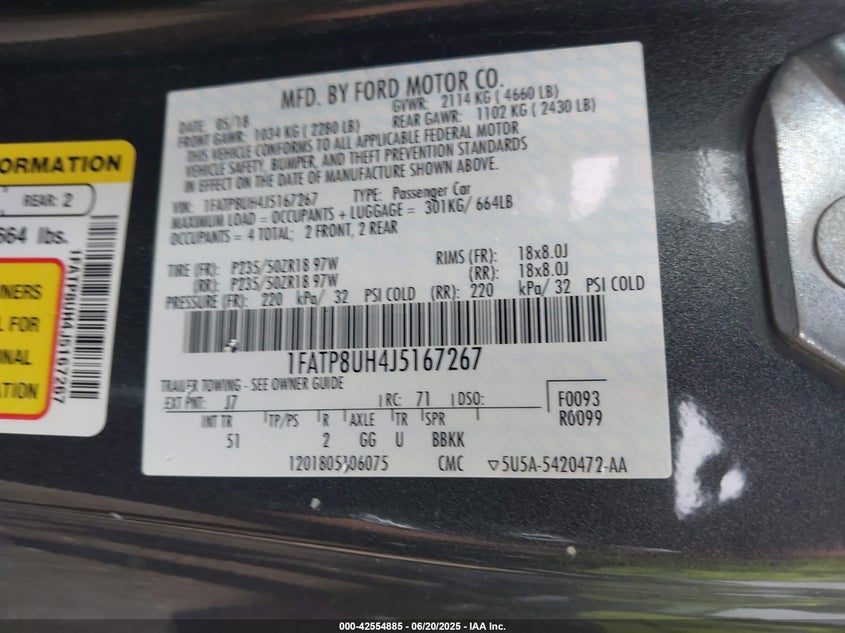 MFD. BY FORD MOTOR CO.
DATE: 05/18 GVWR: 2114 KG ( 4660 LB)
FRONT GAWR: 1034 KG ( 2280 LB) REAR GAWR: 1102 KG ( 2430 LB)
THIS VEHICLE CONFORMS TO ALL APPLICABLE FEDERAL MOTOR
VEHICLE SAFETY, BUMPER, AND THEFT PREVENTION STANDARDS
IN EFFECT ON THE DATE OF MANUFACTURE SHOWN ABOVE.
VIN: 1FATP8UH4J5167267 TYPE: Passenger Car
MAXIMUM LOAD = OCCUPANTS + LUGGAGE = 301KG/ 664LB
OCCUPANTS = 4 TOTAL; 2 FRONT, 2 REAR
TIRE (FR): P235/50ZR18 97W RIMS (FR): 18x8.0J
(RR): P235/50ZR18 97W (RR): 18x8.0J
PRESSURE (FR): 220 kPa/ 32 PSI COLD (RR): 220 kPa/ 32 PSI COLD
1FATP8UH4J5167267
TRAILER TOWING - SEE OWNER GUIDE
EXT PNT: J7 RC: 71 DSO: F0093
INT TR TP/PS R AXLE TR SPR R0099
51 2 GG U BBKK
1201805106075 CMC ▽5U5A-5420472-AA
ORMATION
REAR: 2
664 lbs.
NERS
L FOR
ONAL
ATION
1FATP8UH4J5167267
000-42554885 - 06/20/2025 - IAA Inc.